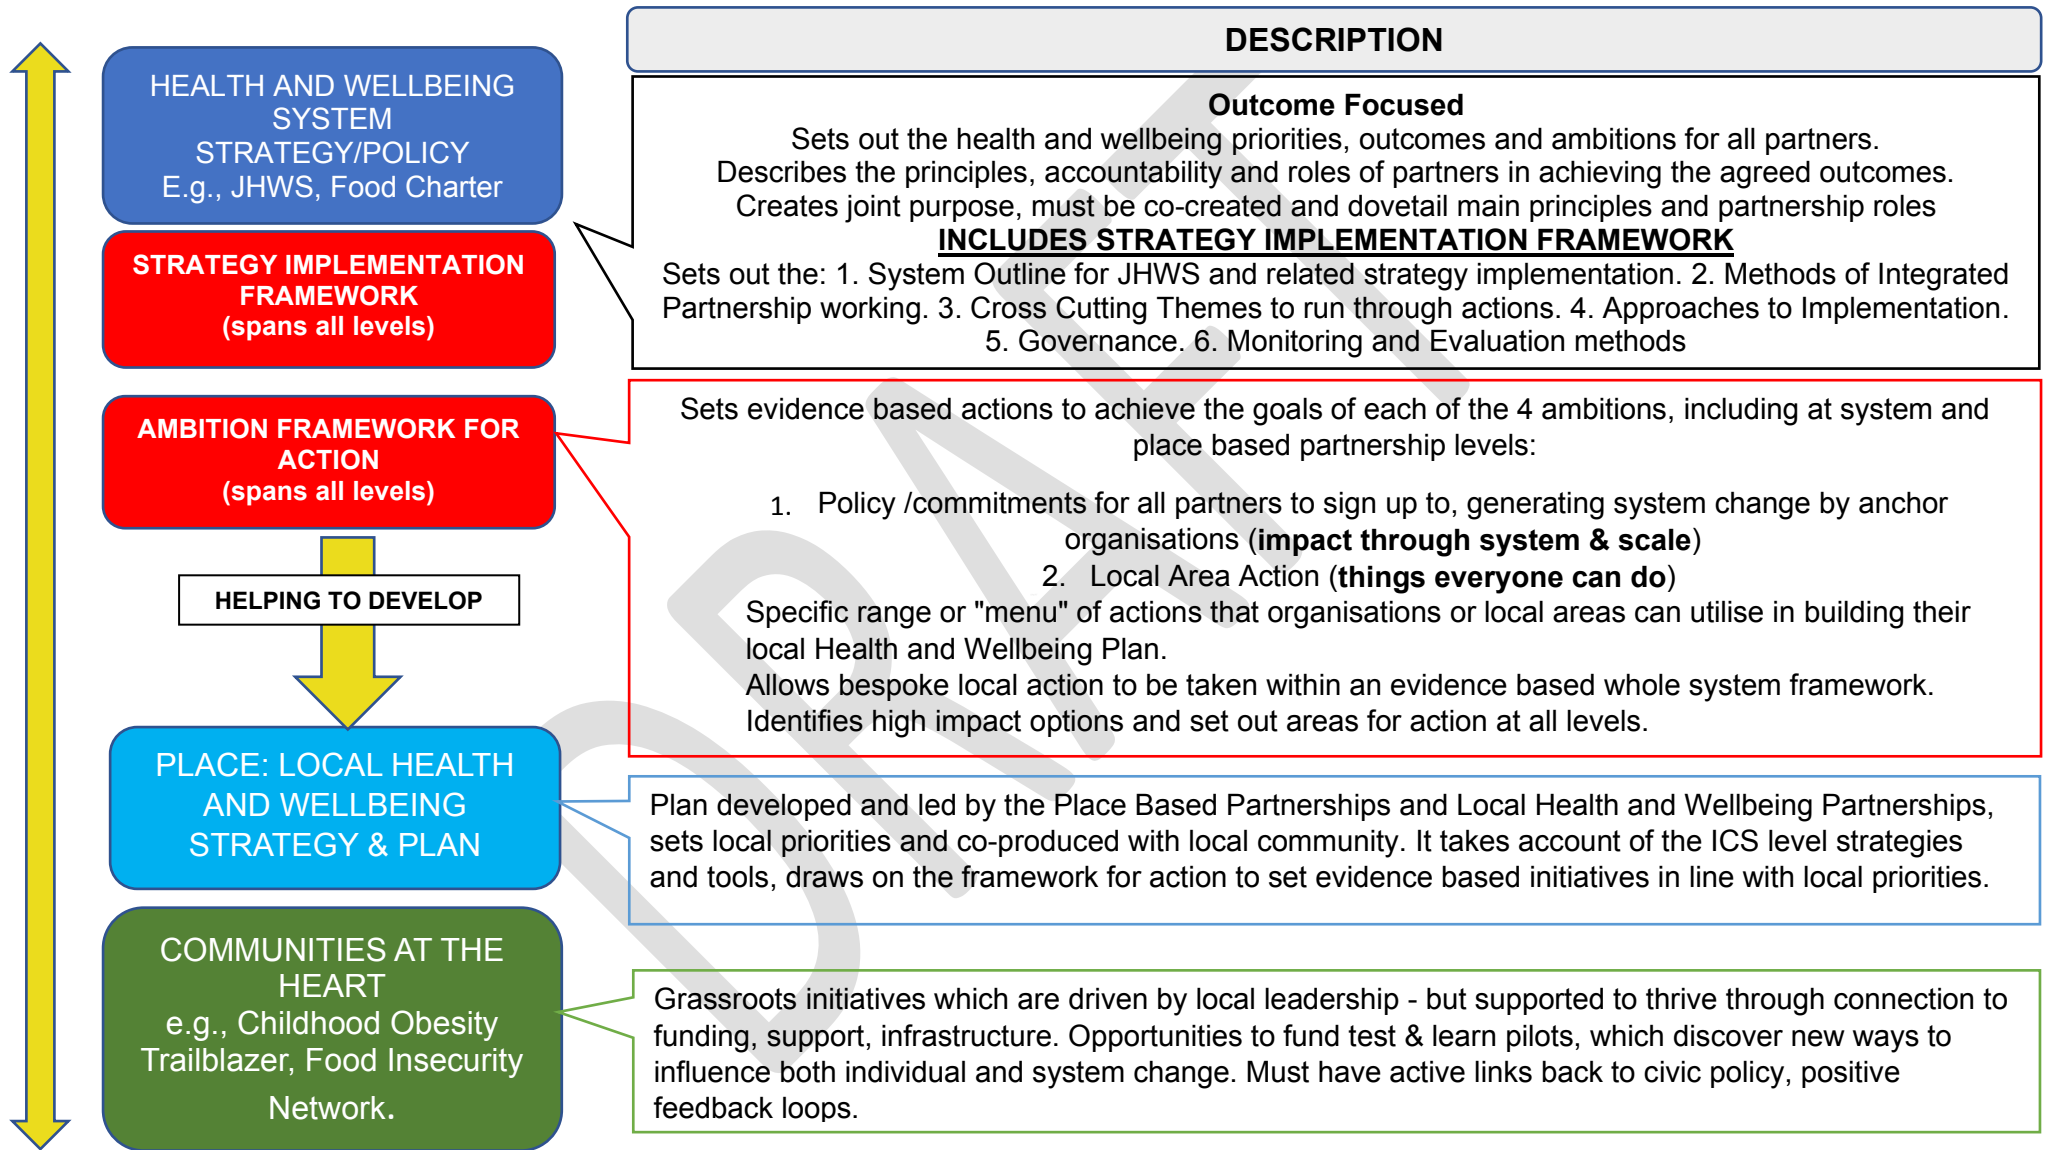 DESCRIPTION
HEALTH AND WELLBEING
SYSTEM
STRATEGY/POLICY
E.g., JHWS, Food Charter
Outcome Focused
Sets out the health and wellbeing priorities, outcomes and ambitions for all partners.
Describes the principles, accountability and roles of partners in achieving the agreed outcomes.
Creates joint purpose, must be co-created and dovetail main principles and partnership roles
INCLUDES STRATEGY IMPLEMENTATION FRAMEWORK
Sets out the: 1. System Outline for JHWS and related strategy implementation. 2. Methods of Integrated
Partnership working. 3. Cross Cutting Themes to run through actions. 4. Approaches to Implementation.
5. Governance. 6. Monitoring and Evaluation methods
STRATEGY IMPLEMENTATION
FRAMEWORK
(spans all levels)
AMBITION FRAMEWORK FOR
ACTION
(spans all levels)
Sets evidence based actions to achieve the goals of each of the 4 ambitions, including at system and
place based partnership levels:
1. Policy /commitments for all partners to sign up to, generating system change by anchor
organisations (impact through system & scale)
2. Local Area Action (things everyone can do)
Specific range or "menu" of actions that organisations or local areas can utilise in building their
local Health and Wellbeing Plan.
Allows bespoke local action to be taken within an evidence based whole system framework.
Identifies high impact options and set out areas for action at all levels.
HELPING TO DEVELOP
PLACE: LOCAL HEALTH
AND WELLBEING
STRATEGY & PLAN
Plan developed and led by the Place Based Partnerships and Local Health and Wellbeing Partnerships,
sets local priorities and co-produced with local community. It takes account of the ICS level strategies
and tools, draws on the framework for action to set evidence based initiatives in line with local priorities.
COMMUNITIES AT THE
HEART
e.g., Childhood Obesity
Trailblazer, Food Insecurity
Network.
Grassroots initiatives which are driven by local leadership - but supported to thrive through connection to
funding, support, infrastructure. Opportunities to fund test & learn pilots, which discover new ways to
influence both individual and system change. Must have active links back to civic policy, positive
feedback loops.
DRAFT